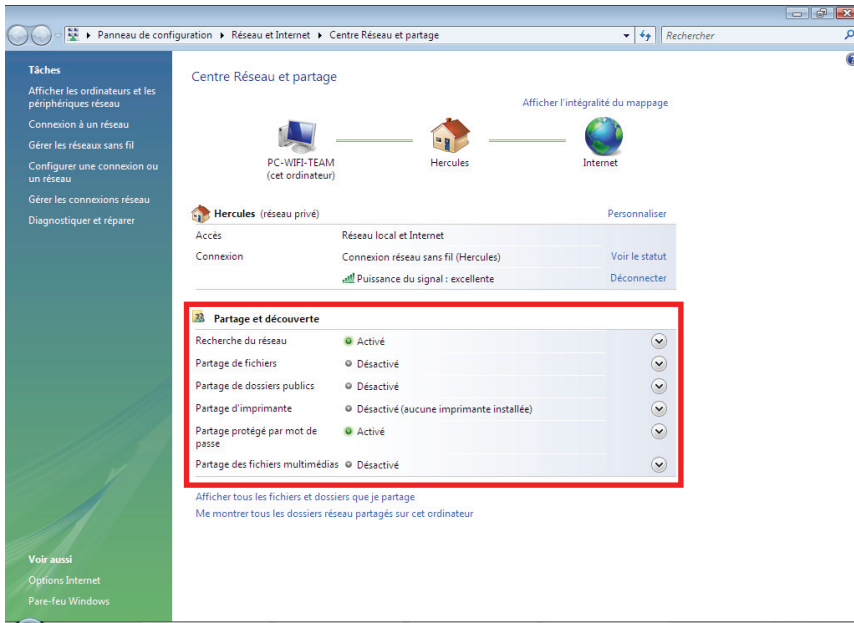 Panneau de configuration ▸ Réseau et Internet ▸ Centre Réseau et partage
Rechercher
Tâches
Afficher les ordinateurs et les
périphériques réseau
Connexion à un réseau
Gérer les réseaux sans fil
Configurer une connexion ou
un réseau
Gérer les connexions réseau
Diagnostiquer et réparer
Voir aussi
Options Internet
Pare-feu Windows
Centre Réseau et partage
Afficher l'intégralité du mappage
PC-WIFI-TEAM
(cet ordinateur)
Hercules
Internet
Hercules (réseau privé) Personnaliser
Accès Réseau local et Internet
Connexion Connexion réseau sans fil (Hercules) Voir le statut
Puissance du signal : excellente Déconnecter
Partage et découverte
Recherche du réseau Activé
Partage de fichiers Désactivé
Partage de dossiers publics Désactivé
Partage d'imprimante Désactivé (aucune imprimante installée)
Partage protégé par mot de
passe
Activé
Partage des fichiers multimédias Désactivé
Afficher tous les fichiers et dossiers que je partage
Me montrer tous les dossiers réseau partagés sur cet ordinateur